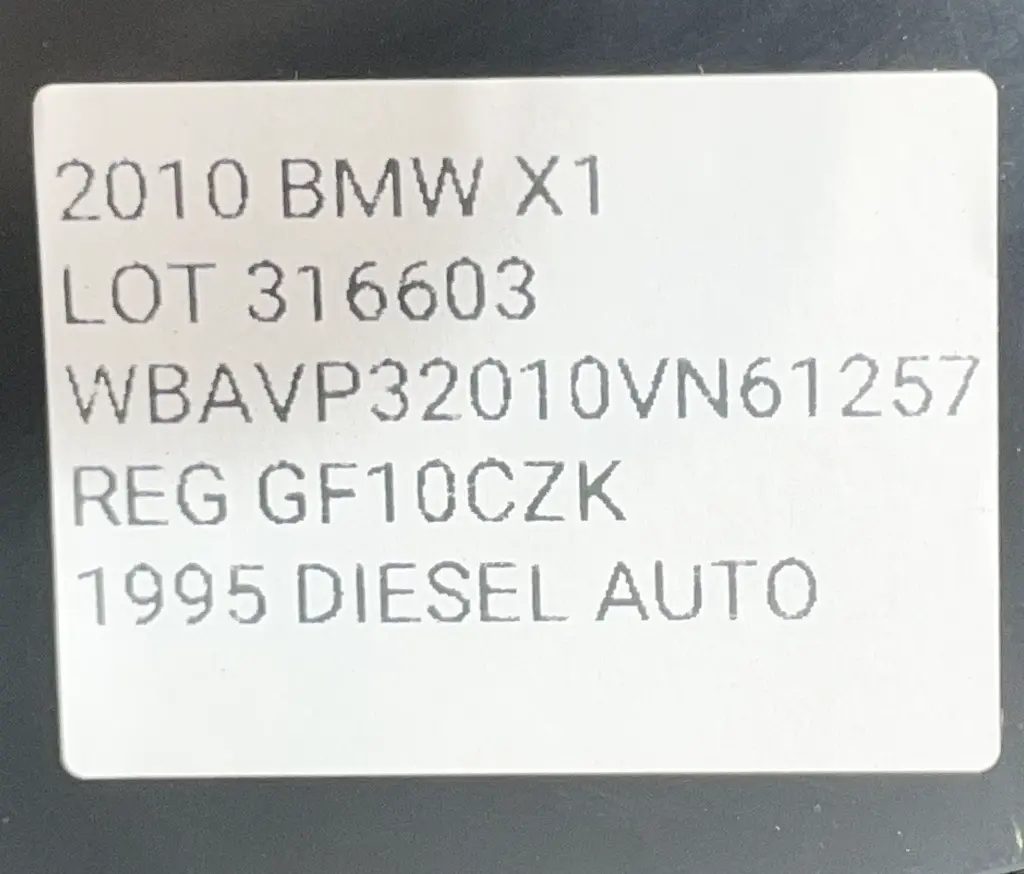 2010 BMW X1
LOT 316603
WBAVP32010VN61257
REG GF10CZK
1995 DIESEL AUTO